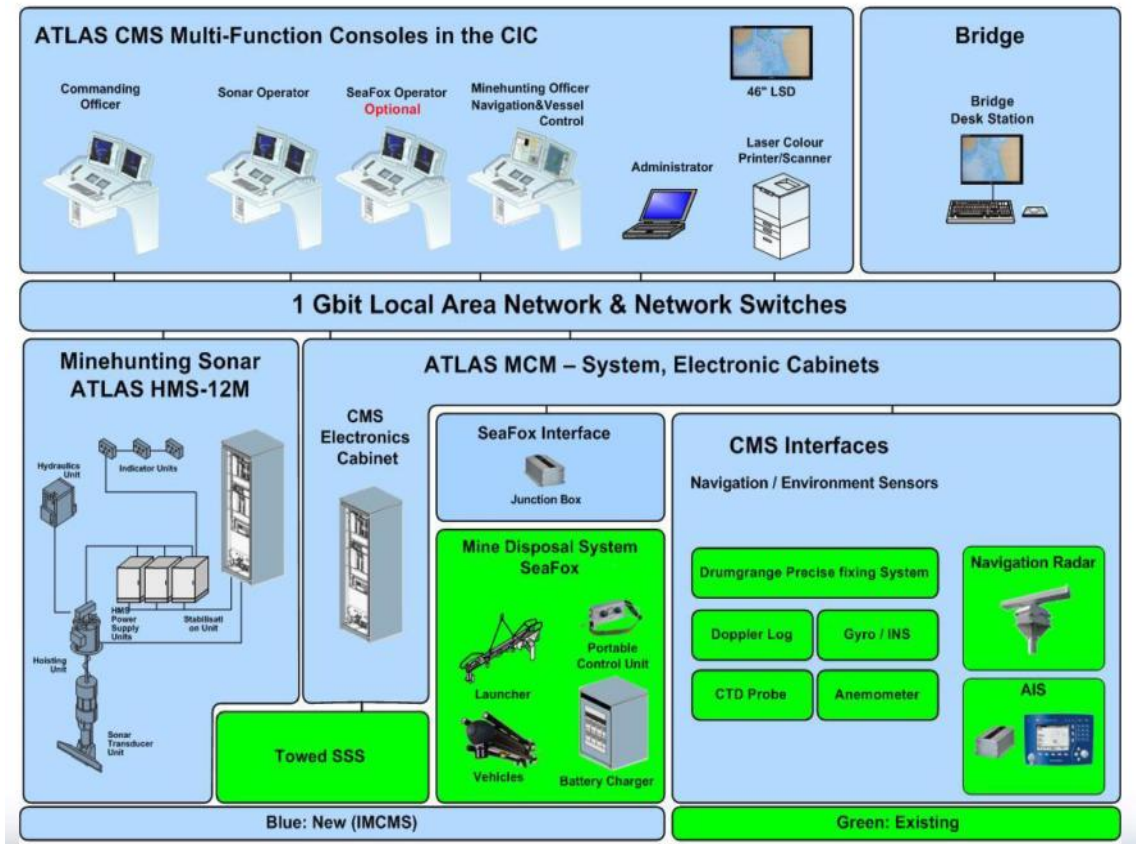 ATLAS CMS Multi-Function Consoles in the CIC
Commanding
Officer
Sonar Operator
SeaFox Operator
Optional
Minehunting Officer
Navigation&Vessel
Control
46" LSD
Administrator
Laser Colour
Printer/Scanner
Bridge
Bridge
Desk Station
1 Gbit Local Area Network & Network Switches
Minehunting Sonar
ATLAS HMS-12M
Hydraulics
Unit
Indicator Units
HMS
Power
Supply
Units
Stabilisati
on Unit
Hoisting
Unit
Sonar
Transducer
Unit
ATLAS MCM – System, Electronic Cabinets
CMS
Electronics
Cabinet
Towed SSS
SeaFox Interface
Junction Box
Mine Disposal System
SeaFox
Launcher
Portable
Control Unit
Vehicles
Battery Charger
CMS Interfaces
Navigation / Environment Sensors
Drumgrange Precise fixing System
Doppler Log
Gyro / INS
CTD Probe
Anemometer
Navigation Radar
AIS
Blue: New (IMCMS)
Green: Existing